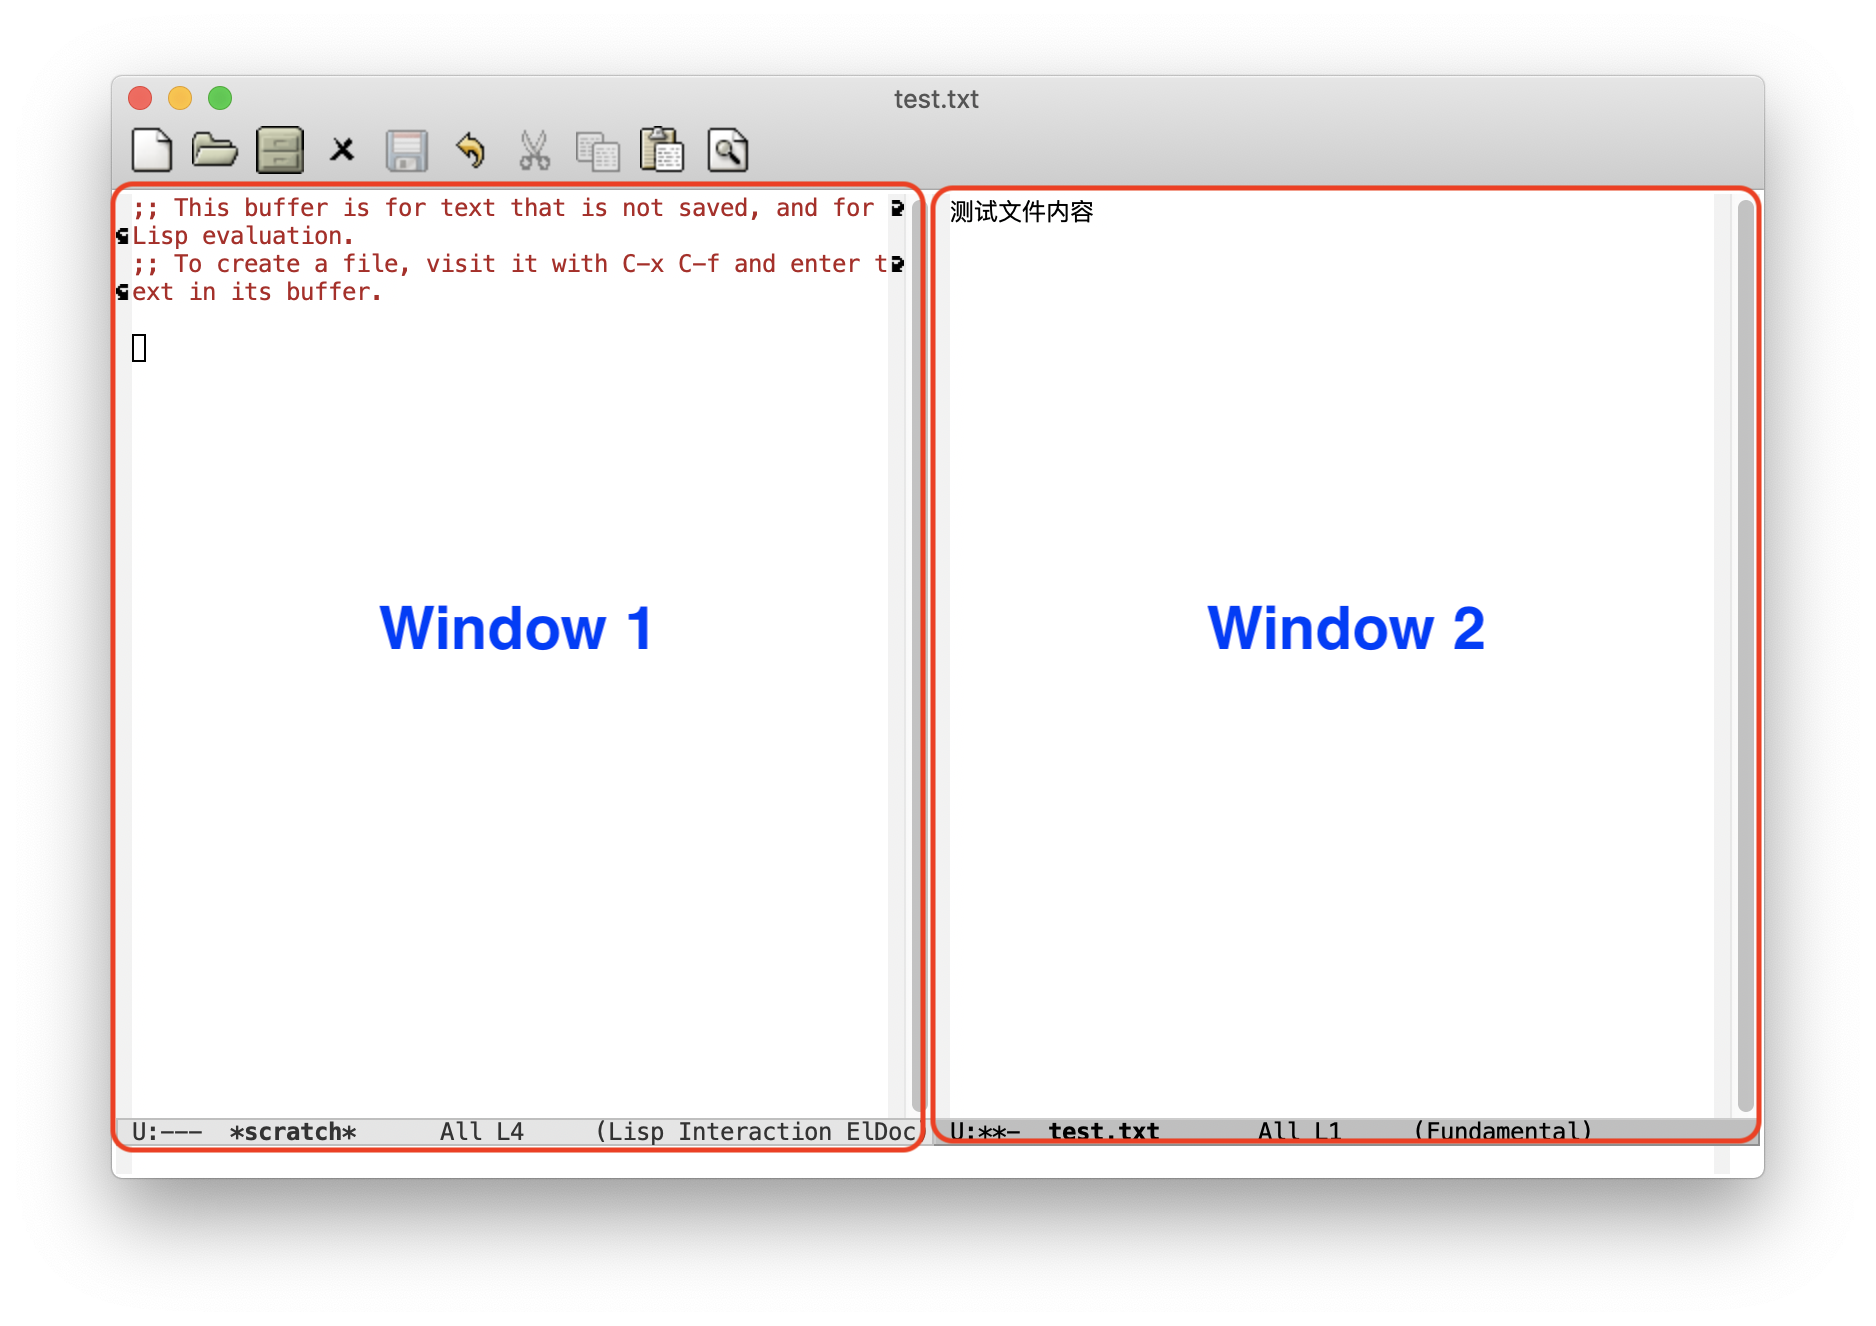 test.txt
;; This buffer is for text that is not saved, and for
Lisp evaluation.
;; To create a file, visit it with C-x C-f and enter t
ext in its buffer.
Window 1
U:--- *scratch* All L4 (Lisp Interaction ElDoc)
测试文件内容
Window 2
U:**- test.txt All L1 (Fundamental)